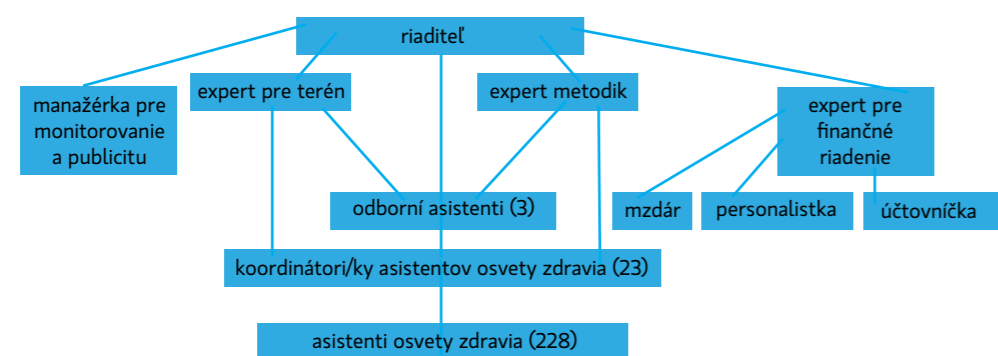 riaditeľ
manažérka pre
monitorovanie
a publicitu
expert pre terén
expert metodik
expert pre
finančné
riadenie
odborní asistenti (3)
mzdár
personalistka
účtovníčka
koordinátori/ky asistentov osvety zdravia (23)
asistenti osvety zdravia (228)